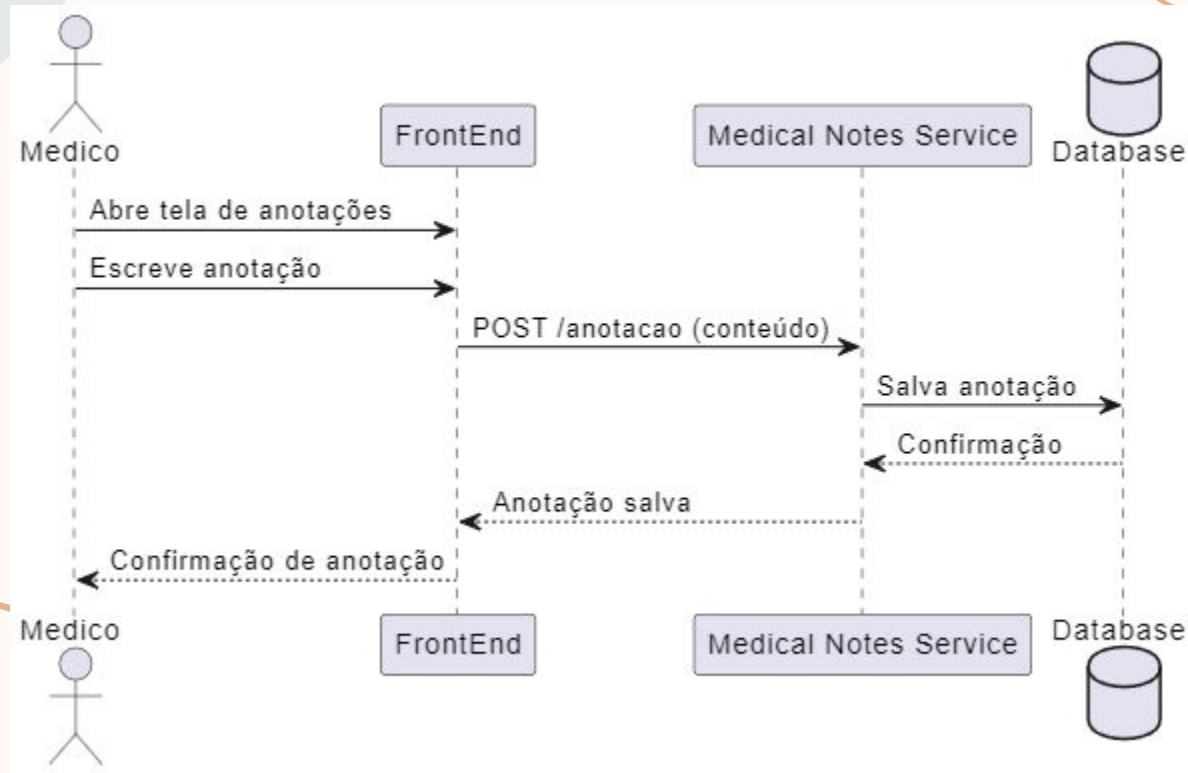 Medico
FrontEnd
Medical Notes Service
Database
Abre tela de anotações
Escreve anotação
POST /anotacao (conteúdo)
Salva anotação
Confirmação
Anotação salva
Confirmação de anotação
Medico
FrontEnd
Medical Notes Service
Database